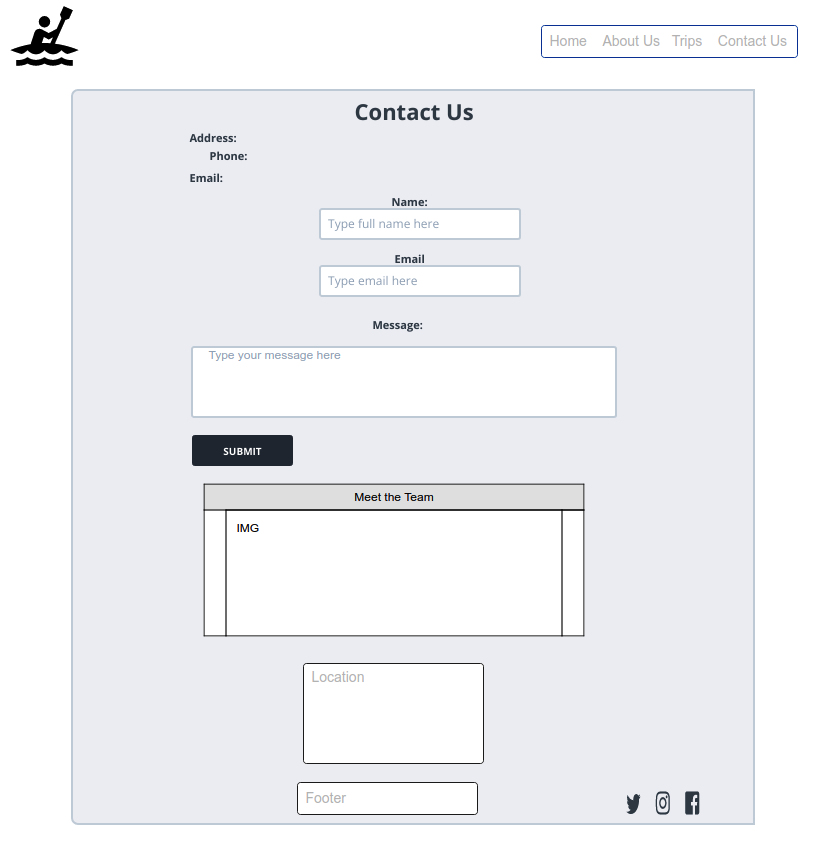 Home About Us Trips Contact Us
Contact Us
Address:
Phone:
Email:
Name:
Type full name here
Email
Type email here
Message:
Type your message here
SUBMIT
Meet the Team
IMG
Location
Footer